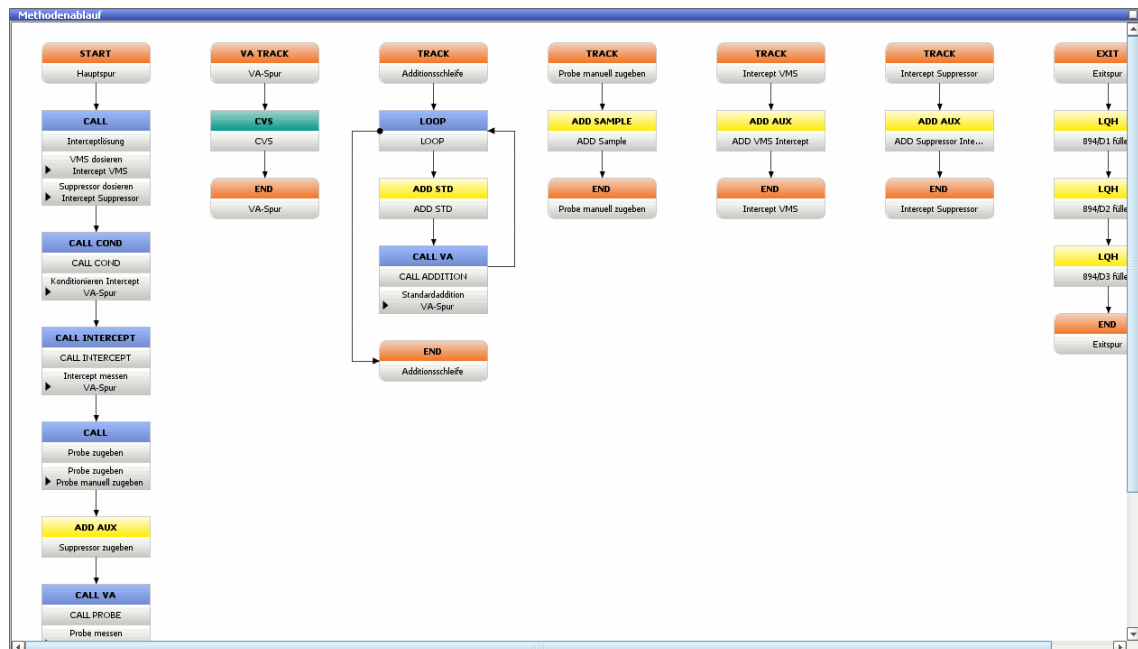 Methodenablauf
START
Hauptspur
CALL
Interceptlösung
VMS dosieren
Intercept VMS
Suppressor dosieren
Intercept Suppressor
CALL COND
CALL COND
Konditionieren Intercept
VA-Spur
CALL INTERCEPT
CALL INTERCEPT
Intercept messen
VA-Spur
CALL
Probe zugeben
Probe zugeben
Probe manuell zugeben
ADD AUX
Suppressor zugeben
CALL VA
CALL PROBE
Probe messen
VA TRACK
VA-Spur
CVS
CVS
END
VA-Spur
TRACK
Additionsschleife
LOOP
LOOP
ADD STD
ADD STD
CALL VA
CALL ADDITION
Standardaddition
VA-Spur
END
Additionsschleife
TRACK
Probe manuell zugeben
ADD SAMPLE
ADD Sample
END
Probe manuell zugeben
TRACK
Intercept VMS
ADD AUX
ADD VMS Intercept
END
Intercept VMS
TRACK
Intercept Suppressor
ADD AUX
ADD Suppressor Inte...
END
Intercept Suppressor
EXIT
Exitspur
LQH
894/D1 fülle
LQH
894/D2 fülle
LQH
894/D3 fülle
END
Exitspur